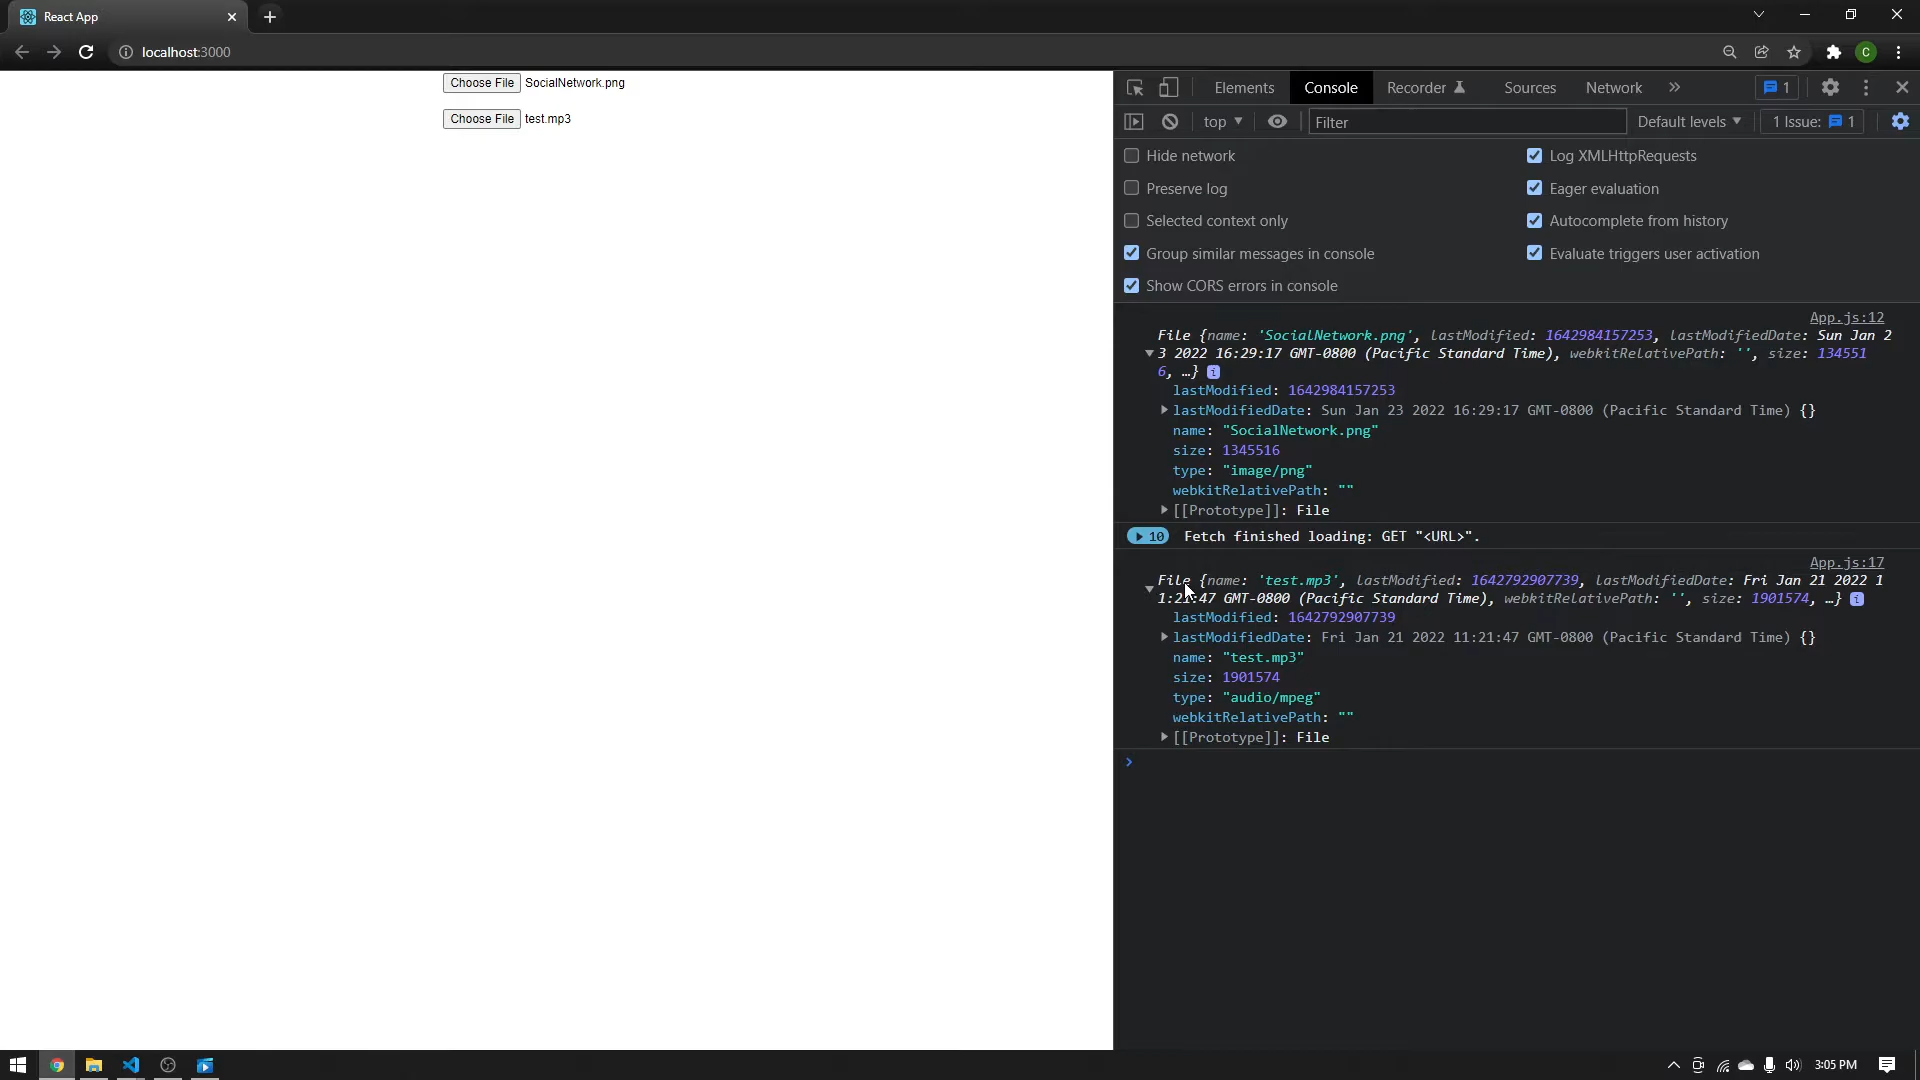 React App
localhost:3000
C
Choose File SocialNetwork.png
Choose File test.mp3
Elements Console Recorder Sources Network » 1
top Filter Default levels 1 Issue: 1
Hide network Log XMLHttpRequests
Preserve log Eager evaluation
Selected context only Autocomplete from history
Group similar messages in console Evaluate triggers user activation
Show CORS errors in console
App.js:12
File {name: 'SocialNetwork.png', lastModified: 1642984157253, lastModifiedDate: Sun Jan 2
3 2022 16:29:17 GMT-0800 (Pacific Standard Time), webkitRelativePath: '', size: 134551
6, …} i
lastModified: 1642984157253
lastModifiedDate: Sun Jan 23 2022 16:29:17 GMT-0800 (Pacific Standard Time) {}
name: "SocialNetwork.png"
size: 1345516
type: "image/png"
webkitRelativePath: ""
[[Prototype]]: File
10 Fetch finished loading: GET "<URL>".
App.js:17
File {name: 'test.mp3', lastModified: 1642792907739, lastModifiedDate: Fri Jan 21 2022 1
1:21:47 GMT-0800 (Pacific Standard Time), webkitRelativePath: '', size: 1901574, …} i
lastModified: 1642792907739
lastModifiedDate: Fri Jan 21 2022 11:21:47 GMT-0800 (Pacific Standard Time) {}
name: "test.mp3"
size: 1901574
type: "audio/mpeg"
webkitRelativePath: ""
[[Prototype]]: File
3:05 PM